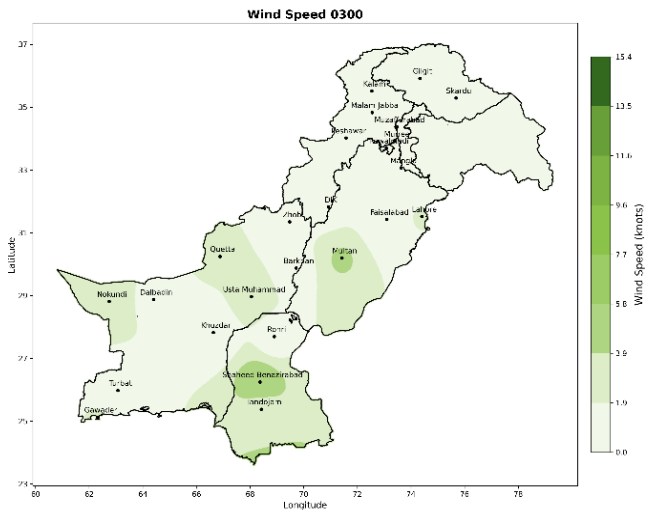 Wind Speed 0300
37
35
33
31
29
27
25
23
Latitude
60
62
64
66
68
70
72
74
76
78
Longitude
Gilgit
Kalam
Skardu
Malam Jabba
Muzaffarabad
Peshawar
Murree
Mangla
DIK
Zhob
Faisalabad
Lahore
Quetta
Barkhan
Multan
Nokundi
Dalbadin
Usta Muhammad
Khuzdar
Rohri
Shaheed Benazirabad
Turbat
Tandojam
Gawader
15.4
13.5
11.6
9.6
7.7
5.8
3.9
1.9
0.0
Wind Speed (knots)